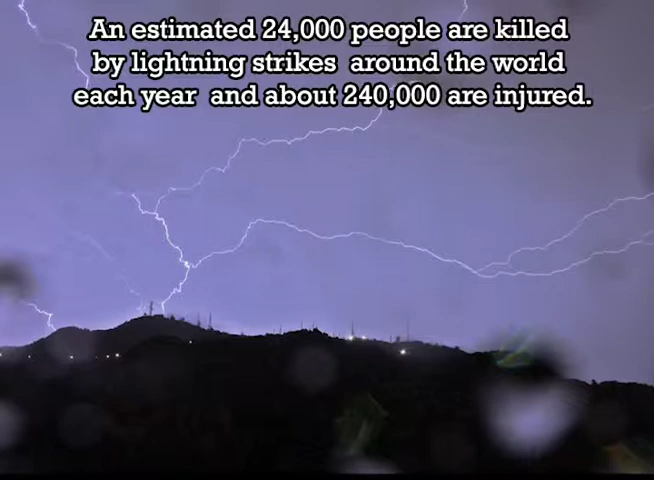 An estimated 24,000 people are killed
by lightning strikes around the world
each year and about 240,000 are injured.